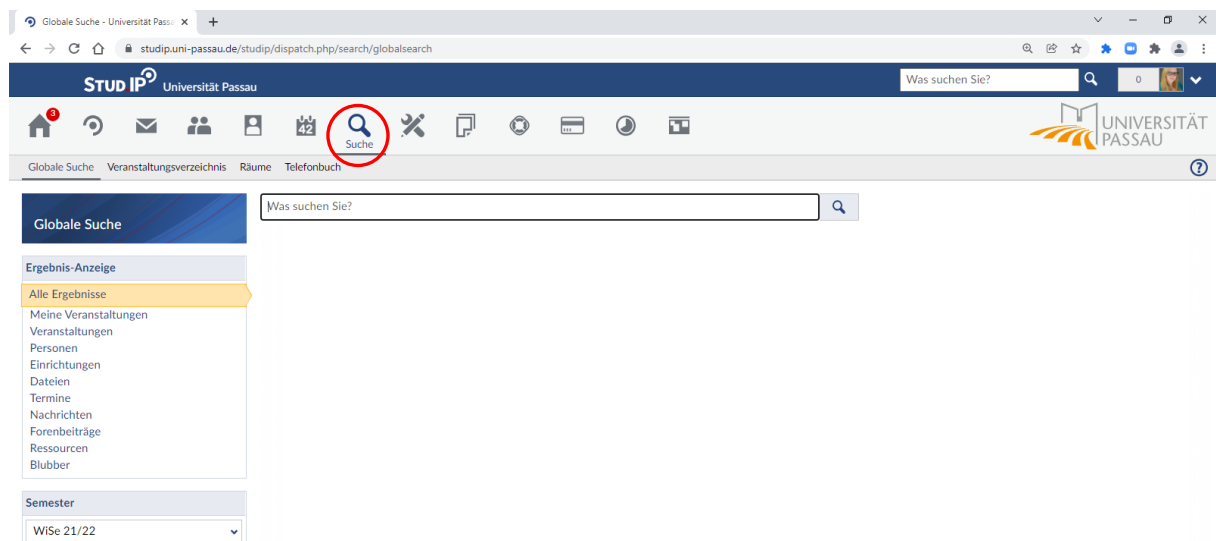 Globale Suche - Universität Pass
studip.uni-passau.de/studip/dispatch.php/search/globalsearch
STUD IP Universität Passau
Was suchen Sie?
0
3
42
Suche
UNIVERSITÄT
PASSAU
Globale Suche Veranstaltungsverzeichnis Räume Telefonbuch
?
Globale Suche
Was suchen Sie?
Ergebnis-Anzeige
Alle Ergebnisse
Meine Veranstaltungen
Veranstaltungen
Personen
Einrichtungen
Dateien
Termine
Nachrichten
Forenbeiträge
Ressourcen
Blubber
Semester
WiSe 21/22